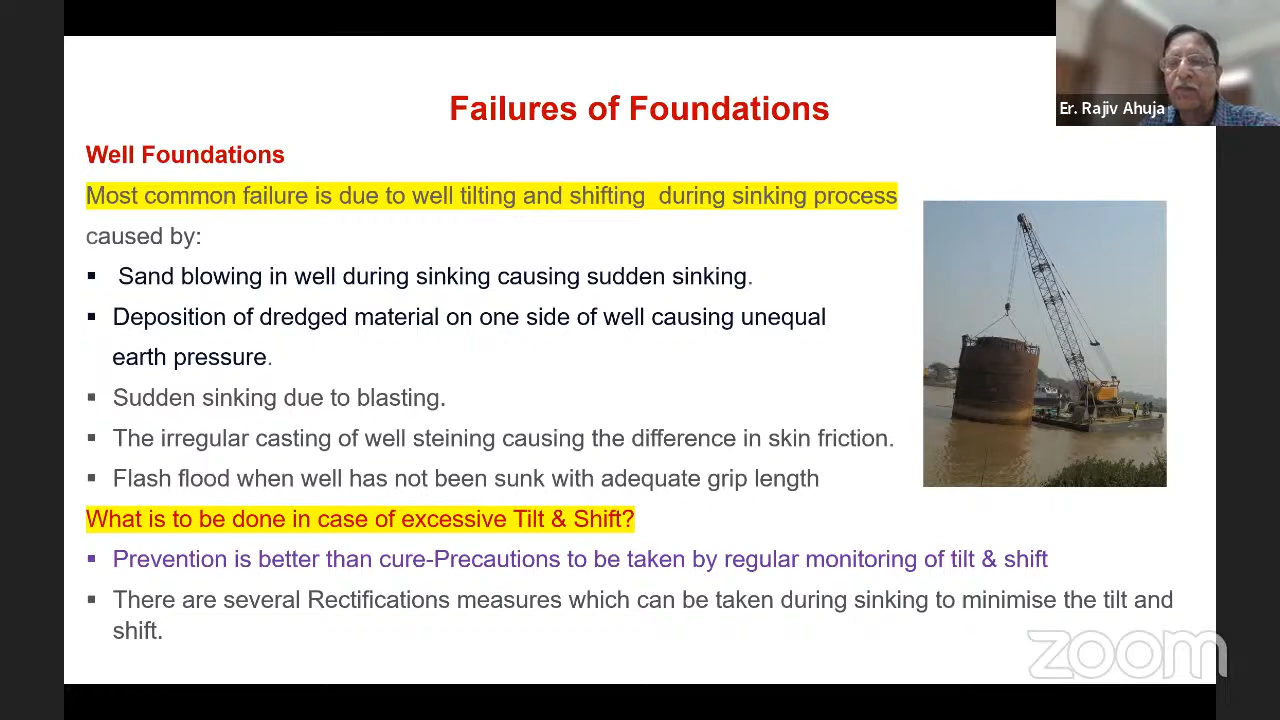 Failures of Foundations
Er. Rajiv Ahuja
Well Foundations
Most common failure is due to well tilting and shifting during sinking process
caused by:
▪ Sand blowing in well during sinking causing sudden sinking.
▪ Deposition of dredged material on one side of well causing unequal
earth pressure.
▪ Sudden sinking due to blasting.
▪ The irregular casting of well steining causing the difference in skin friction.
▪ Flash flood when well has not been sunk with adequate grip length
What is to be done in case of excessive Tilt & Shift?
▪ Prevention is better than cure-Precautions to be taken by regular monitoring of tilt & shift
▪ There are several Rectifications measures which can be taken during sinking to minimise the tilt and
shift.
zoom